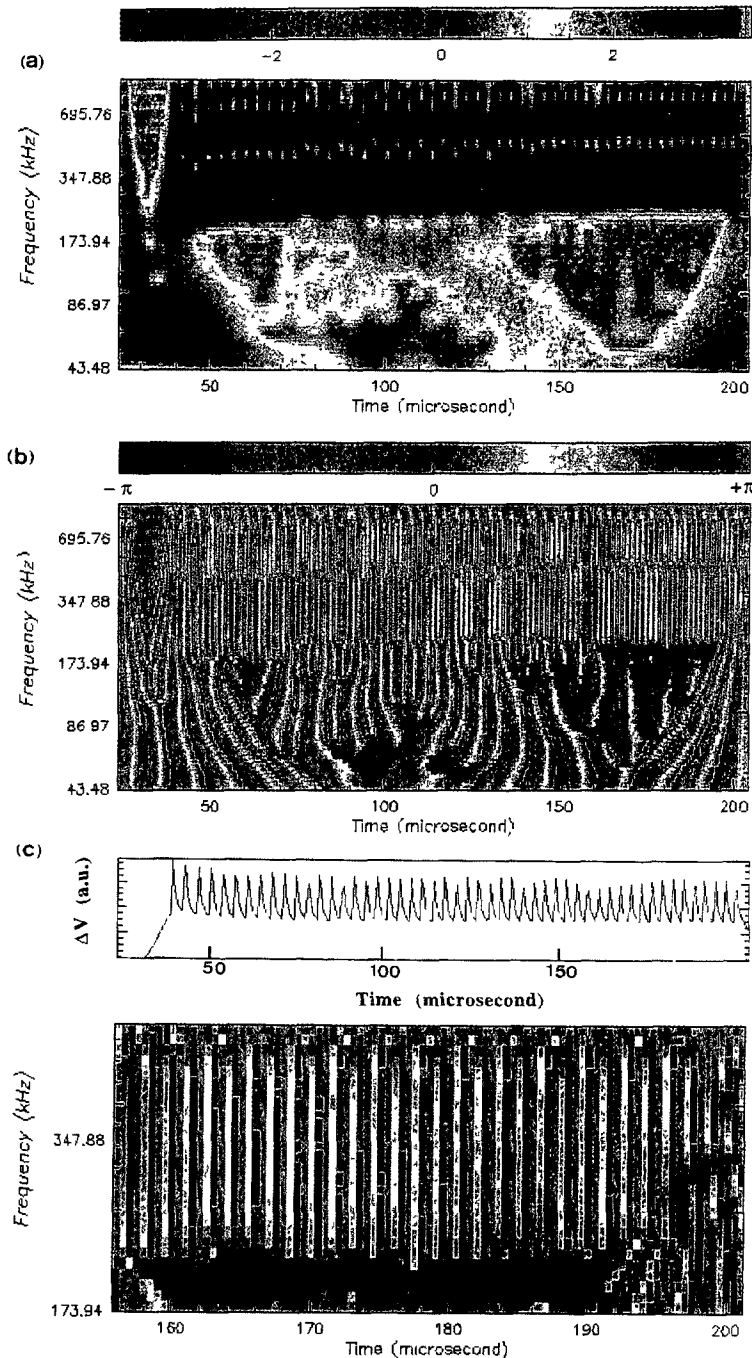 -2 0 2
(a)
Frequency (kHz)
695.76
347.88
173.94
86.97
43.48
50 100 150 200
Time (microsecond)
(b)
-π 0 +π
Frequency (kHz)
695.76
347.88
173.94
86.97
43.48
50 100 150 200
Time (microsecond)
(c)
ΔV (a.u.)
50 100 150
Time (microsecond)
Frequency (kHz)
347.88
173.94
160 170 180 190 200
Time (microsecond)